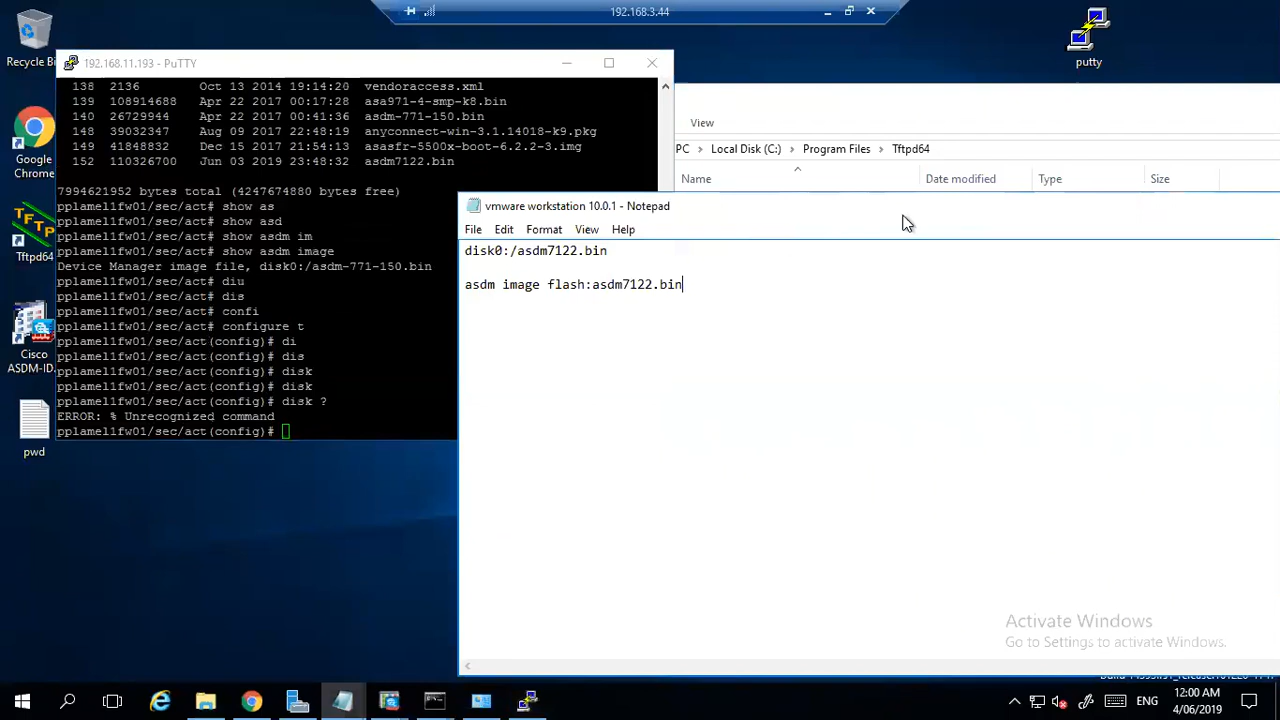 192.168.3.44
Recycle Bi
Google
Chrome
Tftpd64
Cisco
ASDM-ID.
pwd
putty
192.168.11.193 - PuTTY
138 2136 Oct 13 2014 19:14:20 vendoraccess.xml
139 108914688 Apr 22 2017 00:17:28 asa971-4-smp-k8.bin
140 26729944 Apr 22 2017 00:41:36 asdm-771-150.bin
148 39032347 Aug 09 2017 22:48:19 anyconnect-win-3.1.14018-k9.pkg
149 41848832 Dec 15 2017 21:54:13 asasfr-5500x-boot-6.2.2-3.img
152 110326700 Jun 03 2019 23:48:32 asdm7122.bin
7994621952 bytes total (4247674880 bytes free)
pplamel1fw01/sec/act# show as
pplamel1fw01/sec/act# show asd
pplamel1fw01/sec/act# show asdm im
pplamel1fw01/sec/act# show asdm image
Device Manager image file, disk0:/asdm-771-150.bin
pplamel1fw01/sec/act# diu
pplamel1fw01/sec/act# dis
pplamel1fw01/sec/act# confi
pplamel1fw01/sec/act# configure t
pplamel1fw01/sec/act(config)# di
pplamel1fw01/sec/act(config)# dis
pplamel1fw01/sec/act(config)# disk
pplamel1fw01/sec/act(config)# disk
pplamel1fw01/sec/act(config)# disk ?
ERROR: % Unrecognized command
pplamel1fw01/sec/act(config)#
View
PC > Local Disk (C:) > Program Files > Tftpd64
Name Date modified Type Size
vmware workstation 10.0.1 - Notepad
File Edit Format View Help
disk0:/asdm7122.bin
asdm image flash:asdm7122.bin
Activate Windows
Go to Settings to activate Windows.
ENG
12:00 AM
4/06/2019